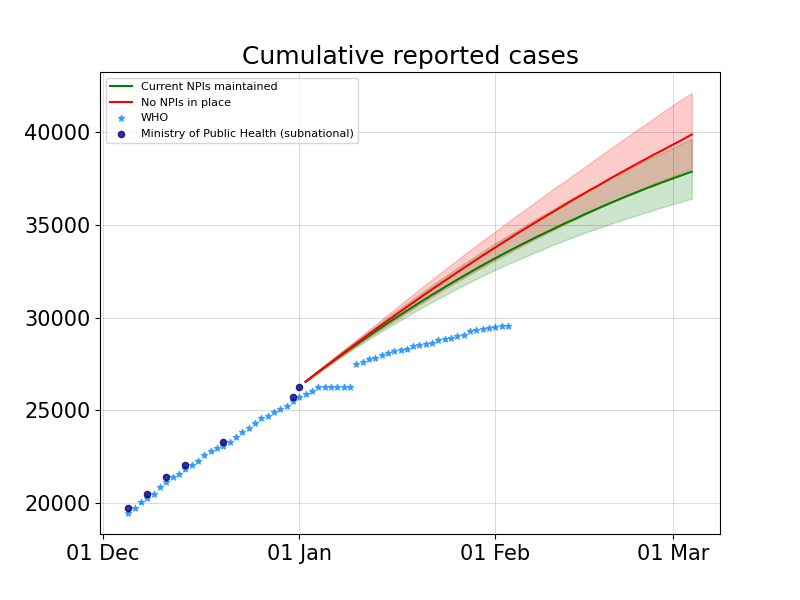 Cumulative reported cases
Current NPIs maintained
No NPIs in place
WHO
Ministry of Public Health (subnational)
40000
35000
30000
25000
20000
01 Dec 01 Jan 01 Feb 01 Mar